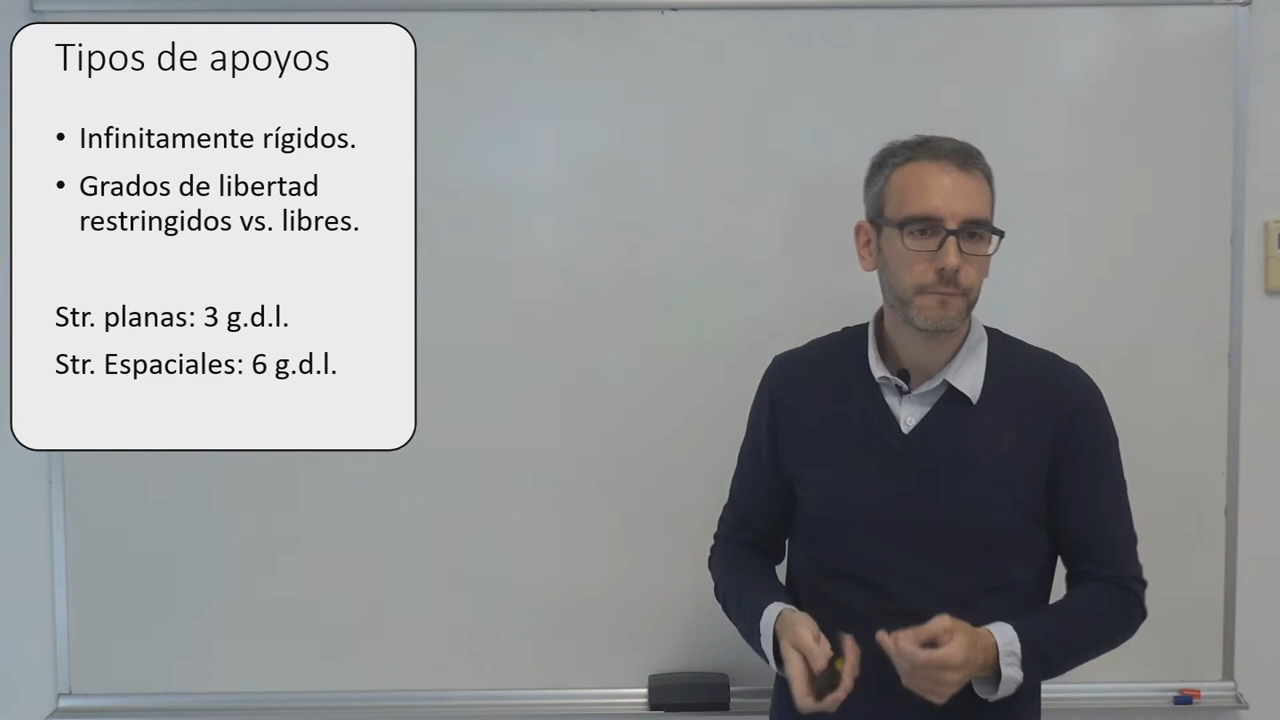 Tipos de apoyos
• Infinitamente rígidos.
• Grados de libertad
restringidos vs. libres.
Str. planas: 3 g.d.l.
Str. Espaciales: 6 g.d.l.